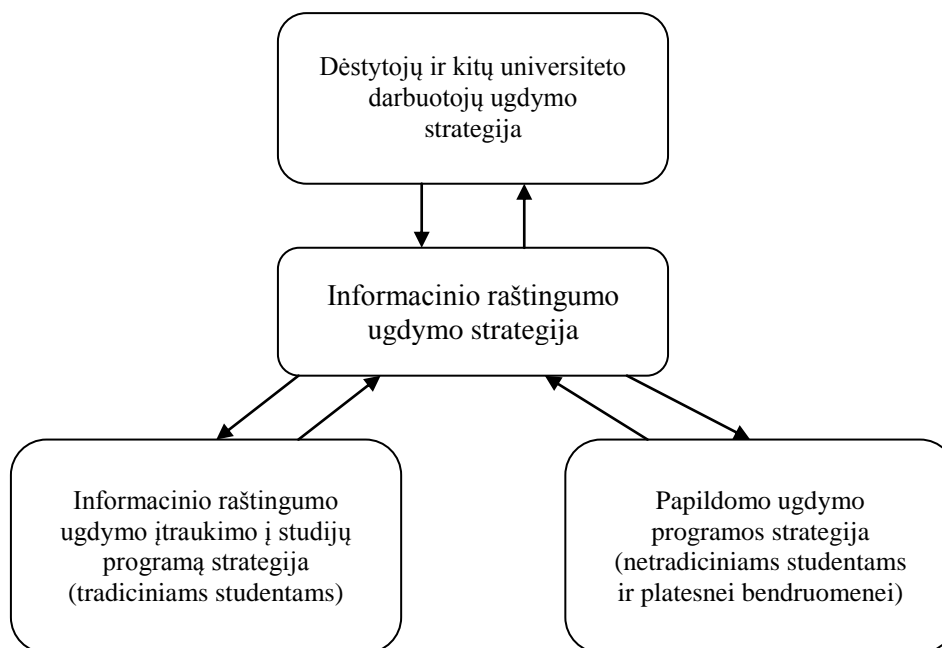 Dėstytojų ir kitų universiteto
darbuotojų ugdymo
strategija
Informacinio raštingumo
ugdymo strategija
Informacinio raštingumo
ugdymo įtraukimo į studijų
programą strategija
(tradiciniams studentams)
Papildomo ugdymo
programos strategija
(netradiciniams studentams
ir platesnei bendruomenei)